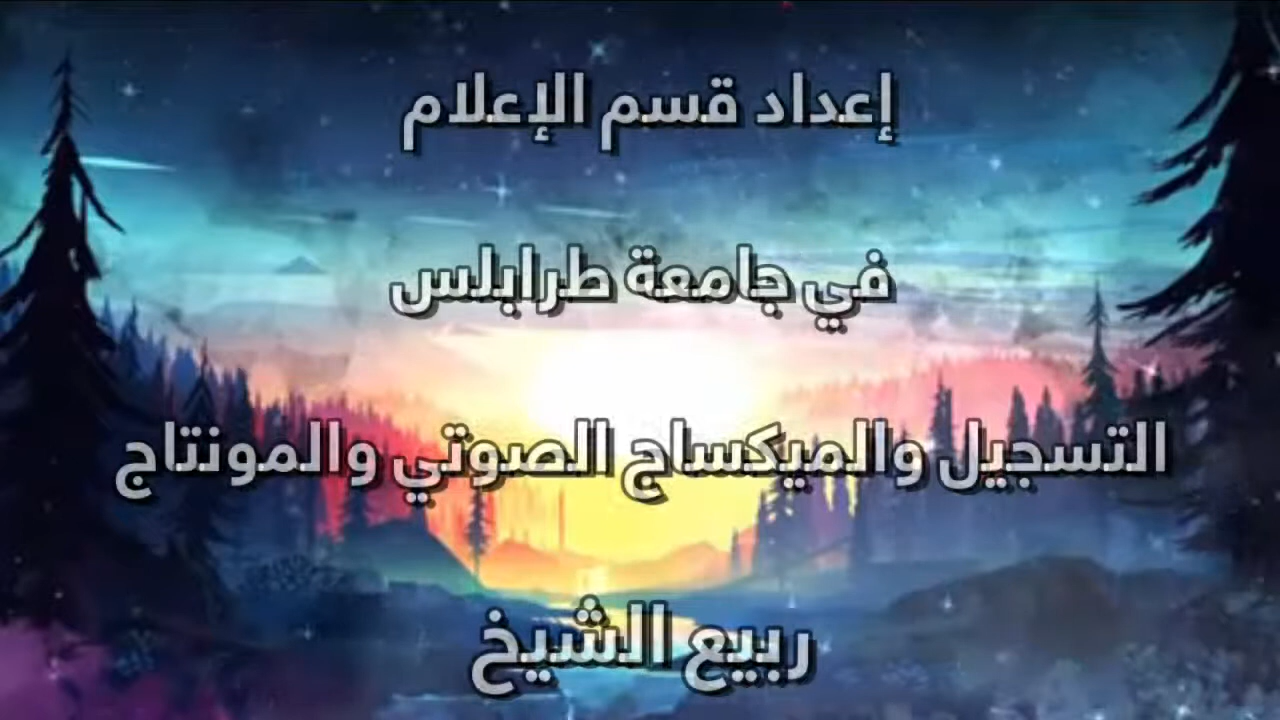 إعداد قسم الإعلام
في جامعة طرابلس
التسجيل والميكساج الصوتي والمونتاج
ربيع الشيخ